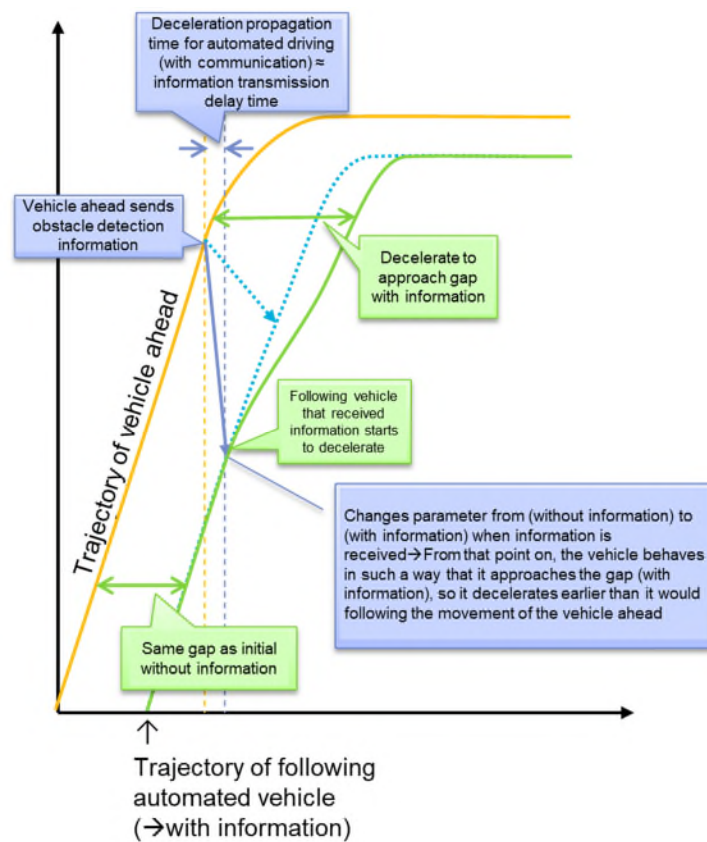 Deceleration propagation
time for automated driving
(with communication) ≈
information transmission
delay time
Vehicle ahead sends
obstacle detection
information
Decelerate to
approach gap
with information
Trajectory of vehicle ahead
Following vehicle
that received
information starts
to decelerate
Changes parameter from (without information) to
(with information) when information is
received→From that point on, the vehicle behaves
in such a way that it approaches the gap (with
information), so it decelerates earlier than it would
following the movement of the vehicle ahead
Same gap as initial
without information
Trajectory of following
automated vehicle
(→with information)